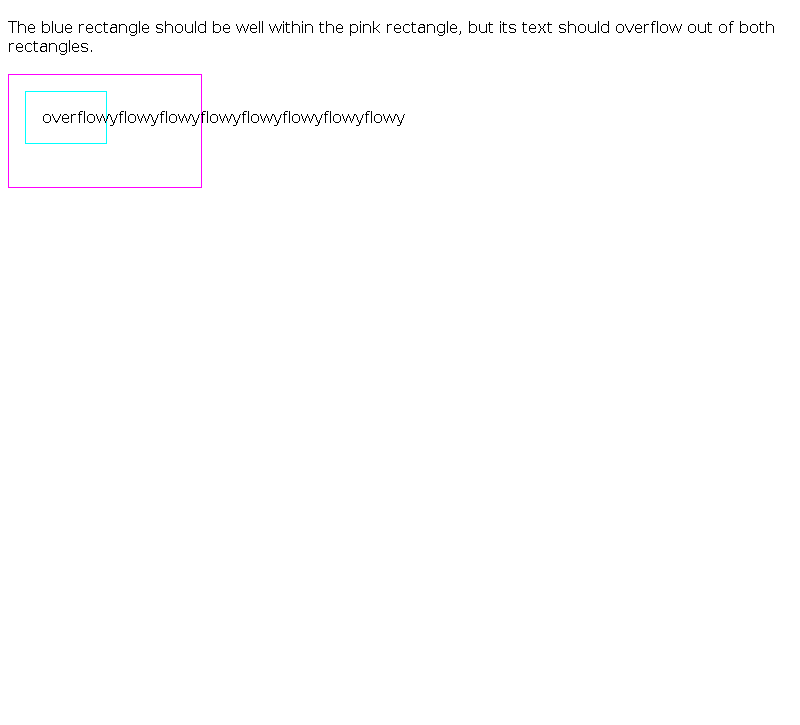 The blue rectangle should be well within the pink rectangle, but its text should overflow out of both
rectangles.
overflowyflowyflowyflowyflowyflowyflowyflowy